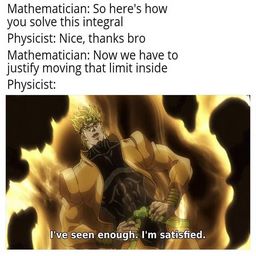 Mathematician: So here's how
you solve this integral
Physicist: Nice, thanks bro
Mathematician: Now we have to
justify moving that limit inside
Physicist:
I've seen enough. I'm satisfied.